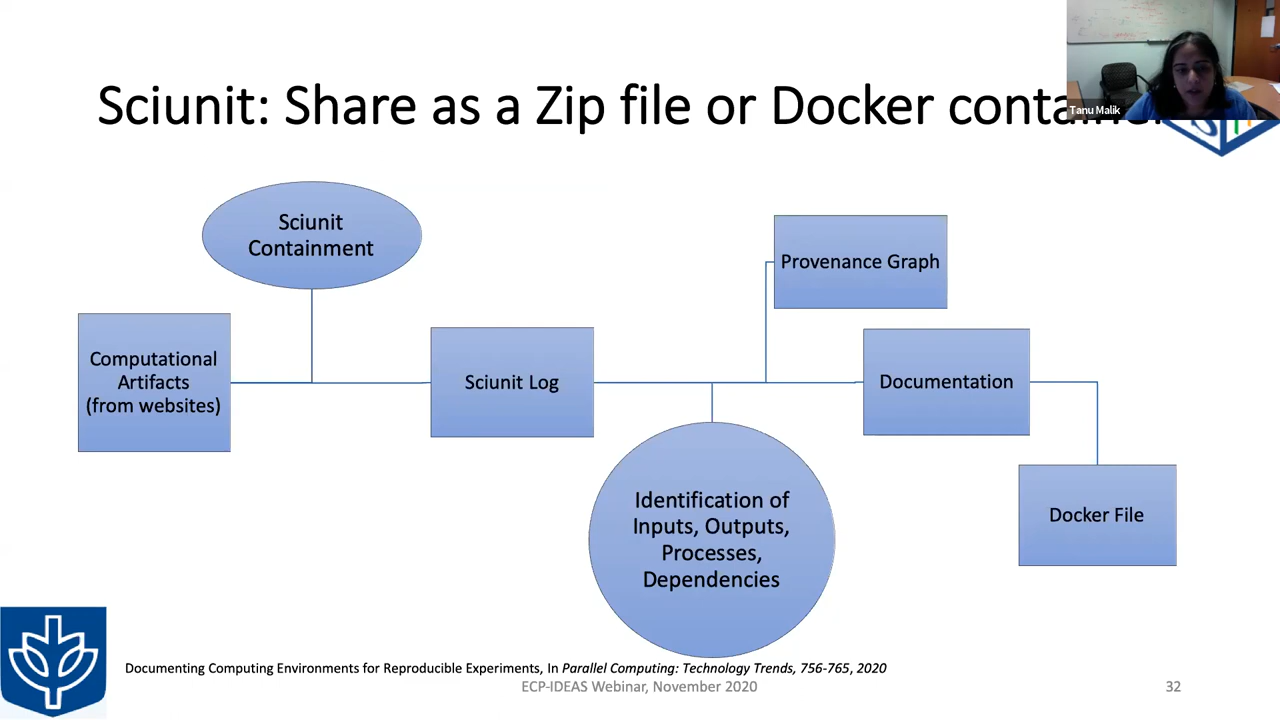 Sciunit: Share as a Zip file or Docker container
Tanu Malik
Sciunit
Containment
Provenance Graph
Computational
Artifacts
(from websites)
Sciunit Log
Documentation
Identification of
Inputs, Outputs,
Processes,
Dependencies
Docker File
Documenting Computing Environments for Reproducible Experiments, In Parallel Computing: Technology Trends, 756-765, 2020
ECP-IDEAS Webinar, November 2020
32